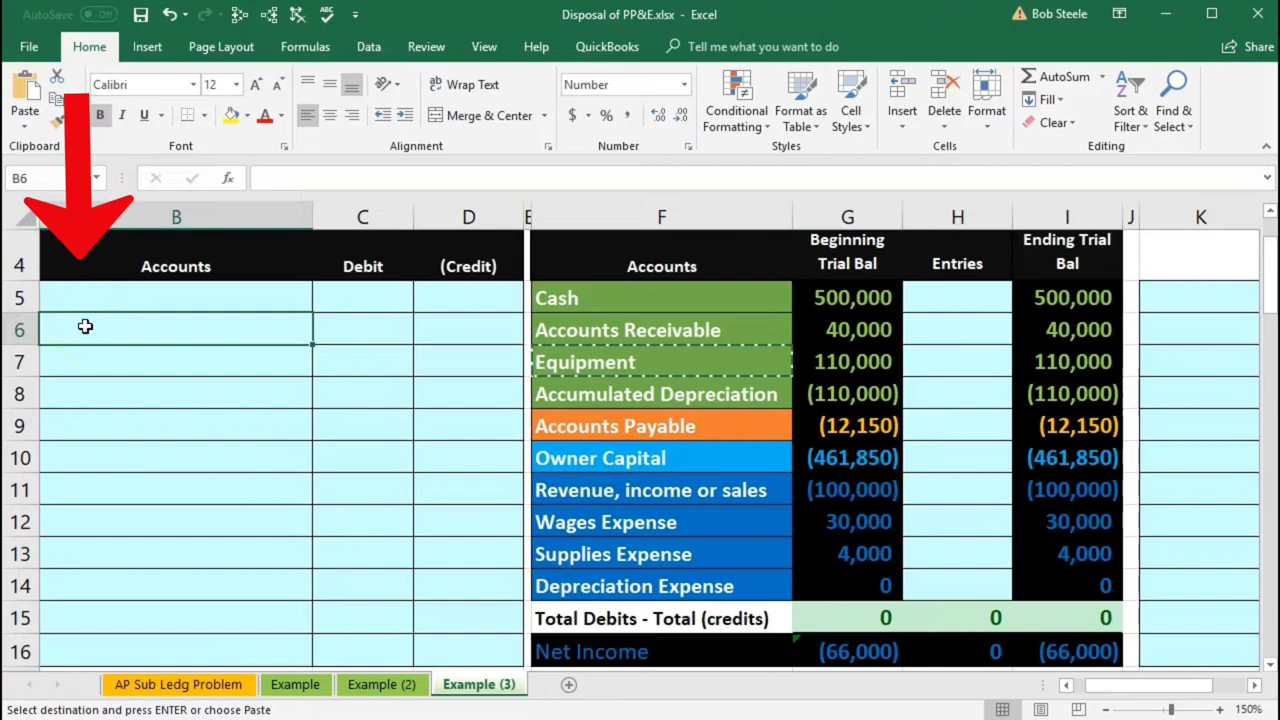 AutoSave Off Disposal of PP&E.xlsx - Excel Bob Steele
File Home Insert Page Layout Formulas Data Review View Help QuickBooks Tell me what you want to do Share
Paste
Clipboard
Calibri 12
B I U A
Font
Wrap Text
Merge & Center
Alignment
Number
$ % ,
Number
Conditional Formatting
Format as Table
Cell Styles
Styles
Insert Delete Format
Cells
AutoSum
Fill
Clear
Sort & Filter
Find & Select
Editing
B6 fx
B C D E F G H I J K
4 Accounts Debit (Credit) Accounts Beginning Trial Bal Entries Ending Trial Bal
5 Cash 500,000 500,000
6 Accounts Receivable 40,000 40,000
7 Equipment 110,000 110,000
8 Accumulated Depreciation (110,000) (110,000)
9 Accounts Payable (12,150) (12,150)
10 Owner Capital (461,850) (461,850)
11 Revenue, income or sales (100,000) (100,000)
12 Wages Expense 30,000 30,000
13 Supplies Expense 4,000 4,000
14 Depreciation Expense 0 0
15 Total Debits - Total (credits) 0 0 0
16 Net Income (66,000) 0 (66,000)
AP Sub Ledg Problem Example Example (2) Example (3)
Select destination and press ENTER or choose Paste 150%